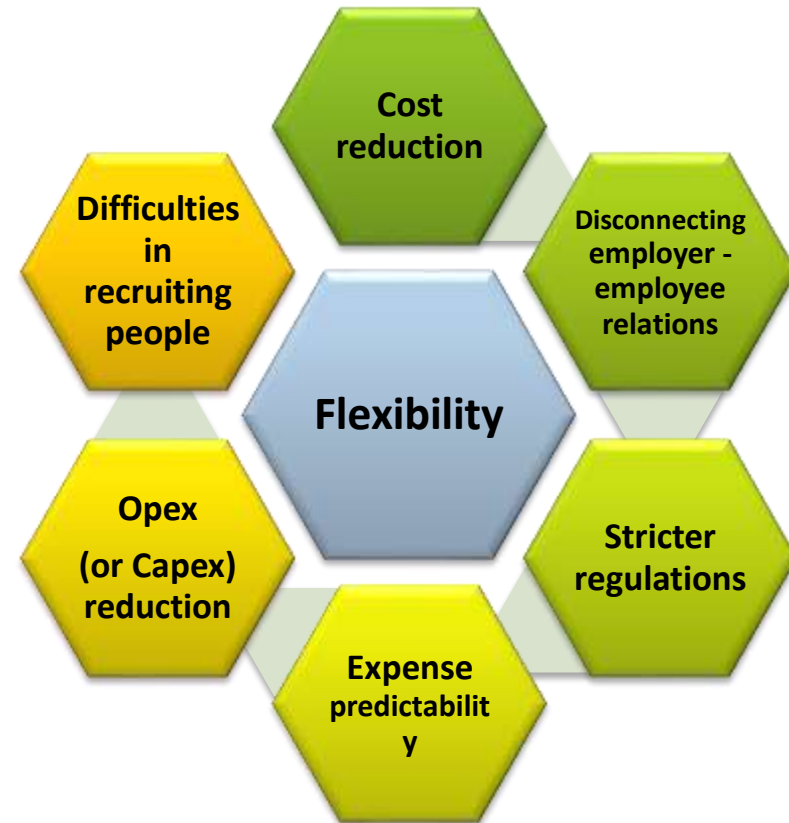 Cost
reduction
Difficulties
in
recruiting
people
Disconnecting
employer -
employee
relations
Flexibility
Opex
(or Capex)
reduction
Stricter
regulations
Expense
predictabilit
y